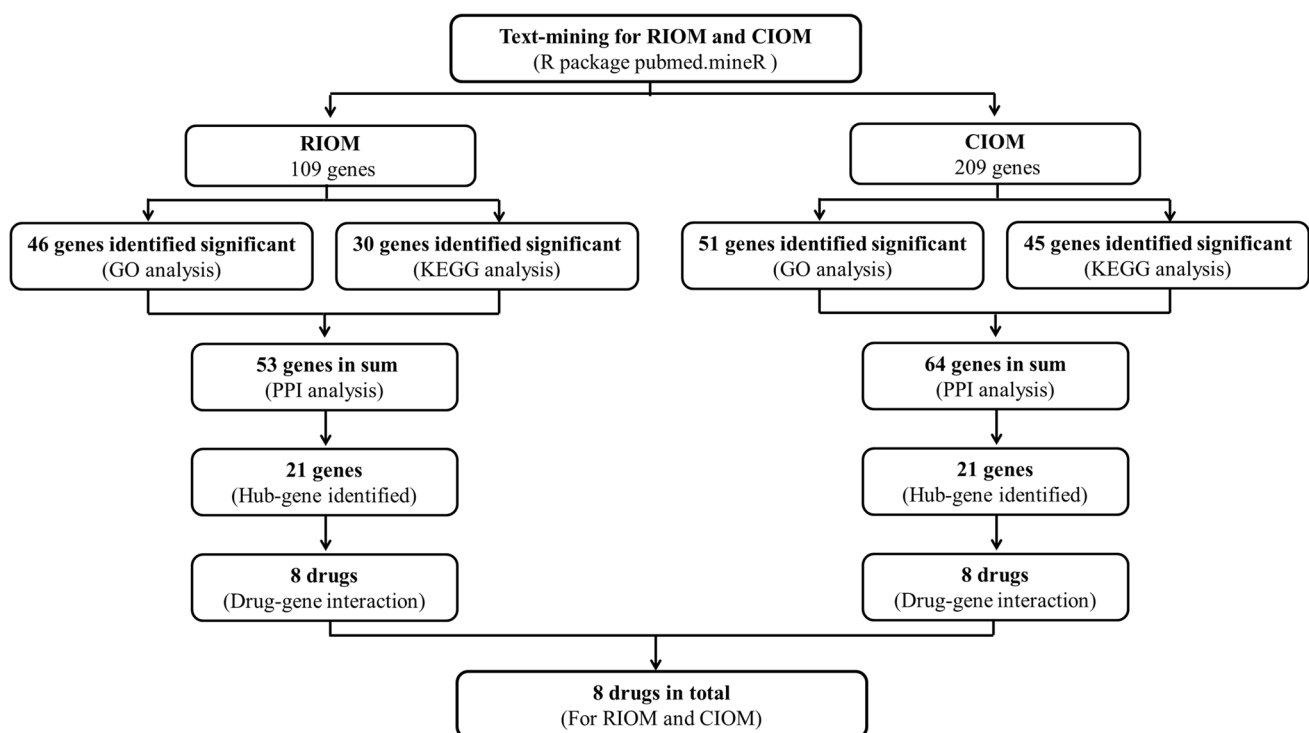 Text-mining for RIOM and CIOM
(R package pubmed.mineR )
RIOM
109 genes
CIOM
209 genes
46 genes identified significant
(GO analysis)
30 genes identified significant
(KEGG analysis)
51 genes identified significant
(GO analysis)
45 genes identified significant
(KEGG analysis)
53 genes in sum
(PPI analysis)
64 genes in sum
(PPI analysis)
21 genes
(Hub-gene identified)
21 genes
(Hub-gene identified)
8 drugs
(Drug-gene interaction)
8 drugs
(Drug-gene interaction)
8 drugs in total
(For RIOM and CIOM)